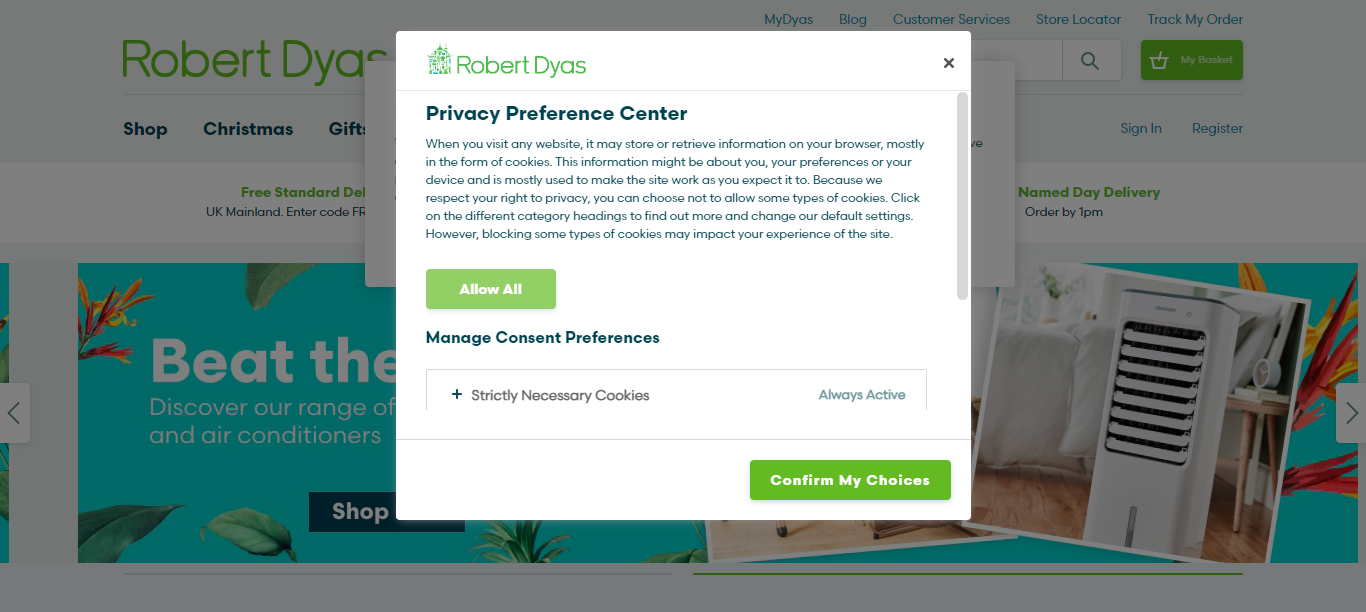 MyDyas Blog Customer Services Store Locator Track My Order
Robert Dyas
My Basket
Shop Christmas Gifts
Sign In Register
Free Standard Del
UK Mainland. Enter code FR
Named Day Delivery
Order by 1pm
Beat the
Discover our range of
and air conditioners
Shop
Robert Dyas
Privacy Preference Center
When you visit any website, it may store or retrieve information on your browser, mostly
in the form of cookies. This information might be about you, your preferences or your
device and is mostly used to make the site work as you expect it to. Because we
respect your right to privacy, you can choose not to allow some types of cookies. Click
on the different category headings to find out more and change our default settings.
However, blocking some types of cookies may impact your experience of the site.
Allow All
Manage Consent Preferences
+ Strictly Necessary Cookies Always Active
Confirm My Choices